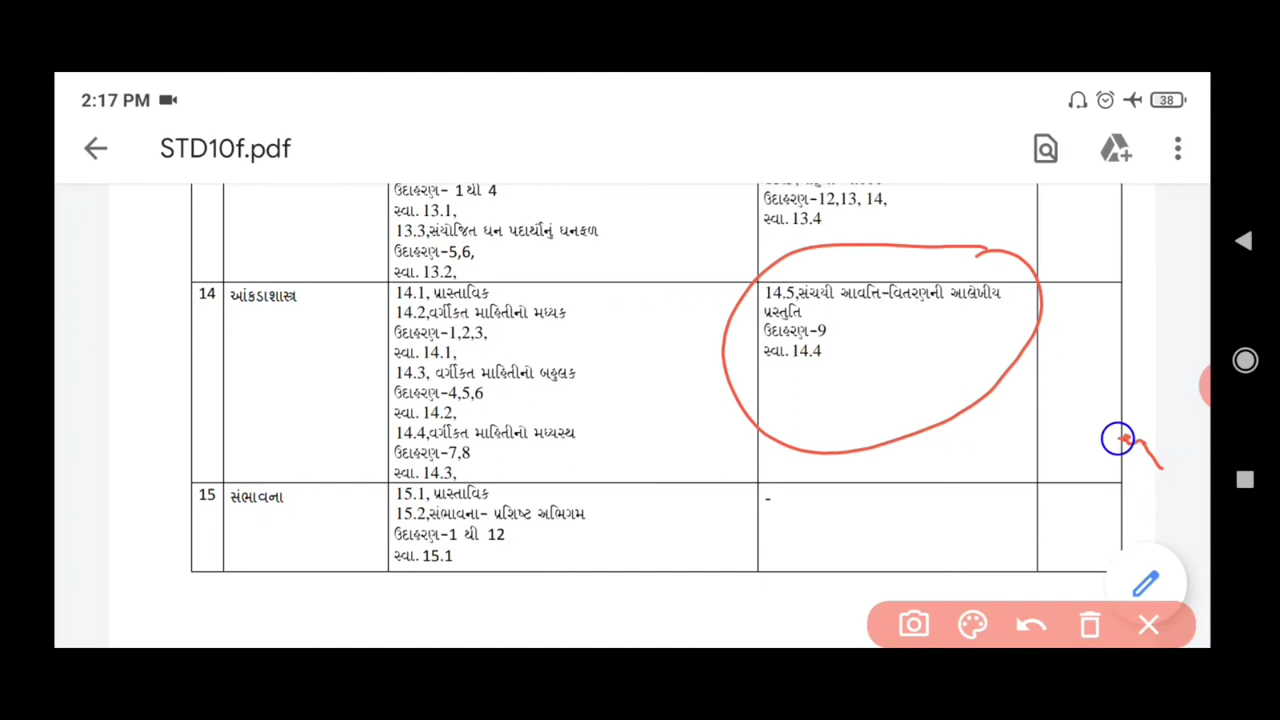 2:17 PM
38
STD10f.pdf
ઉદાહરણ- 1 થી 4
સ્વા. 13.1,
13.3,સંયોજિત ઘન પદાર્થોનું ઘનફળ
ઉદાહરણ-5,6,
સ્વા. 13.2,
ઉદાહરણ-12,13, 14,
સ્વા. 13.4
14
આંકડાશાસ્ત્ર
14.1, પ્રાસ્તાવિક
14.2,વર્ગીકત માહિતીનો મધ્યક
ઉદાહરણ-1,2,3,
સ્વા. 14.1,
14.3, વર્ગીકત માહિતીનો બહુલક
ઉદાહરણ-4,5,6
સ્વા. 14.2,
14.4,વર્ગીકત માહિતીનો મધ્યસ્થ
ઉદાહરણ-7,8
સ્વા. 14.3,
14.5,સંચયી આવત્તિ-વિતરણની આલેખીય
પ્રસ્તુતિ
ઉદાહરણ-9
સ્વા. 14.4
15
સંભાવના
15.1, પ્રાસ્તાવિક
15.2,સંભાવના- પ્રશિષ્ટ અભિગમ
ઉદાહરણ-1 થી 12
સ્વા. 15.1
-